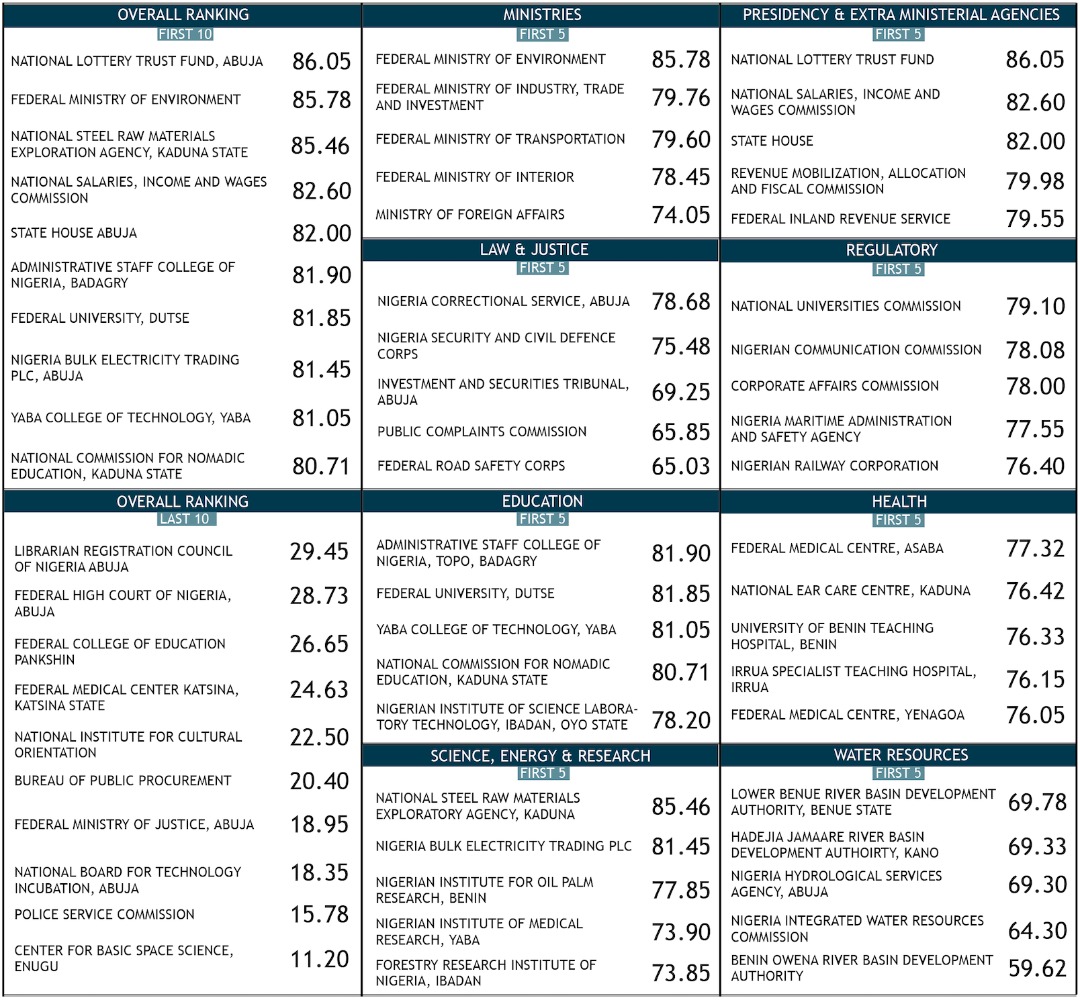 OVERALL RANKING
FIRST 10
NATIONAL LOTTERY TRUST FUND, ABUJA 86.05
FEDERAL MINISTRY OF ENVIRONMENT 85.78
NATIONAL STEEL RAW MATERIALS
EXPLORATION AGENCY, KADUNA STATE 85.46
NATIONAL SALARIES, INCOME AND WAGES
COMMISSION 82.60
STATE HOUSE ABUJA 82.00
ADMINISTRATIVE STAFF COLLEGE OF
NIGERIA, BADAGRY 81.90
FEDERAL UNIVERSITY, DUTSE 81.85
NIGERIA BULK ELECTRICITY TRADING
PLC, ABUJA 81.45
YABA COLLEGE OF TECHNOLOGY, YABA 81.05
NATIONAL COMMISSION FOR NOMADIC
EDUCATION, KADUNA STATE 80.71
MINISTRIES
FIRST 5
FEDERAL MINISTRY OF ENVIRONMENT 85.78
FEDERAL MINISTRY OF INDUSTRY, TRADE
AND INVESTMENT 79.76
FEDERAL MINISTRY OF TRANSPORTATION 79.60
FEDERAL MINISTRY OF INTERIOR 78.45
MINISTRY OF FOREIGN AFFAIRS 74.05
PRESIDENCY & EXTRA MINISTERIAL AGENCIES
FIRST 5
NATIONAL LOTTERY TRUST FUND 86.05
NATIONAL SALARIES, INCOME AND
WAGES COMMISSION 82.60
STATE HOUSE 82.00
REVENUE MOBILIZATION, ALLOCATION
AND FISCAL COMMISSION 79.98
FEDERAL INLAND REVENUE SERVICE 79.55
LAW & JUSTICE
FIRST 5
NIGERIA CORRECTIONAL SERVICE, ABUJA 78.68
NIGERIA SECURITY AND CIVIL DEFENCE
CORPS 75.48
INVESTMENT AND SECURITIES TRIBUNAL,
ABUJA 69.25
PUBLIC COMPLAINTS COMMISSION 65.85
FEDERAL ROAD SAFETY CORPS 65.03
REGULATORY
FIRST 5
NATIONAL UNIVERSITIES COMMISSION 79.10
NIGERIAN COMMUNICATION COMMISSION 78.08
CORPORATE AFFAIRS COMMISSION 78.00
NIGERIA MARITIME ADMINISTRATION
AND SAFETY AGENCY 77.55
NIGERIAN RAILWAY CORPORATION 76.40
OVERALL RANKING
LAST 10
LIBRARIAN REGISTRATION COUNCIL
OF NIGERIA ABUJA 29.45
FEDERAL HIGH COURT OF NIGERIA,
ABUJA 28.73
FEDERAL COLLEGE OF EDUCATION
PANKSHIN 26.65
FEDERAL MEDICAL CENTER KATSINA,
KATSINA STATE 24.63
NATIONAL INSTITUTE FOR CULTURAL
ORIENTATION 22.50
BUREAU OF PUBLIC PROCUREMENT 20.40
FEDERAL MINISTRY OF JUSTICE, ABUJA 18.95
NATIONAL BOARD FOR TECHNOLOGY
INCUBATION, ABUJA 18.35
POLICE SERVICE COMMISSION 15.78
CENTER FOR BASIC SPACE SCIENCE,
ENUGU 11.20
EDUCATION
FIRST 5
ADMINISTRATIVE STAFF COLLEGE OF
NIGERIA, TOPO, BADAGRY 81.90
FEDERAL UNIVERSITY, DUTSE 81.85
YABA COLLEGE OF TECHNOLOGY, YABA 81.05
NATIONAL COMMISSION FOR NOMADIC
EDUCATION, KADUNA STATE 80.71
NIGERIAN INSTITUTE OF SCIENCE LABORA-
TORY TECHNOLOGY, IBADAN, OYO STATE 78.20
HEALTH
FIRST 5
FEDERAL MEDICAL CENTRE, ASABA 77.32
NATIONAL EAR CARE CENTRE, KADUNA 76.42
UNIVERSITY OF BENIN TEACHING
HOSPITAL, BENIN 76.33
IRRUA SPECIALIST TEACHING HOSPITAL,
IRRUA 76.15
FEDERAL MEDICAL CENTRE, YENAGOA 76.05
SCIENCE, ENERGY & RESEARCH
FIRST 5
NATIONAL STEEL RAW MATERIALS
EXPLORATORY AGENCY, KADUNA 85.46
NIGERIA BULK ELECTRICITY TRADING PLC 81.45
NIGERIAN INSTITUTE FOR OIL PALM
RESEARCH, BENIN 77.85
NIGERIAN INSTITUTE OF MEDICAL
RESEARCH, YABA 73.90
FORESTRY RESEARCH INSTITUTE OF
NIGERIA, IBADAN 73.85
WATER RESOURCES
FIRST 5
LOWER BENUE RIVER BASIN DEVELOPMENT
AUTHORITY, BENUE STATE 69.78
HADEJIA JAMAARE RIVER BASIN
DEVELOPMENT AUTHOIRTY, KANO 69.33
NIGERIA HYDROLOGICAL SERVICES
AGENCY, ABUJA 69.30
NIGERIA INTEGRATED WATER RESOURCES
COMMISSION 64.30
BENIN OWENA RIVER BASIN DEVELOPMENT
AUTHORITY 59.62